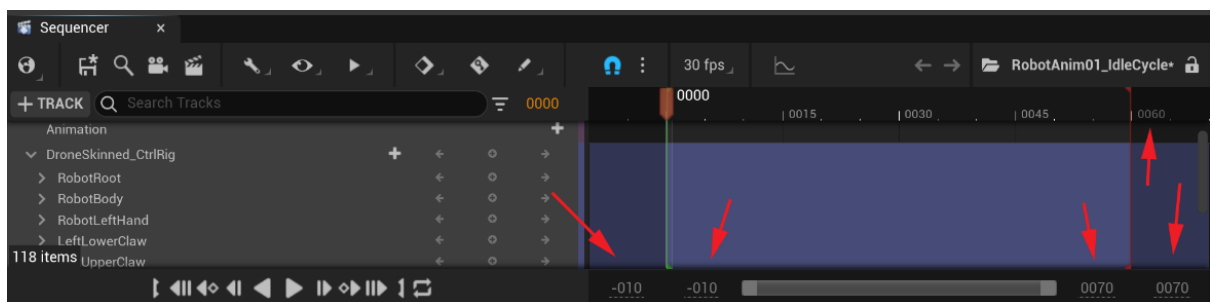 Sequencer x
30 fps RobotAnim01_IdleCycle*
+ TRACK Search Tracks 0000 0000 0015 0030 0045 0060
Animation
DroneSkinned_CtrlRig
RobotRoot
RobotBody
RobotLeftHand
LeftLowerClaw
118 items UpperClaw
-010 -010 0070 0070